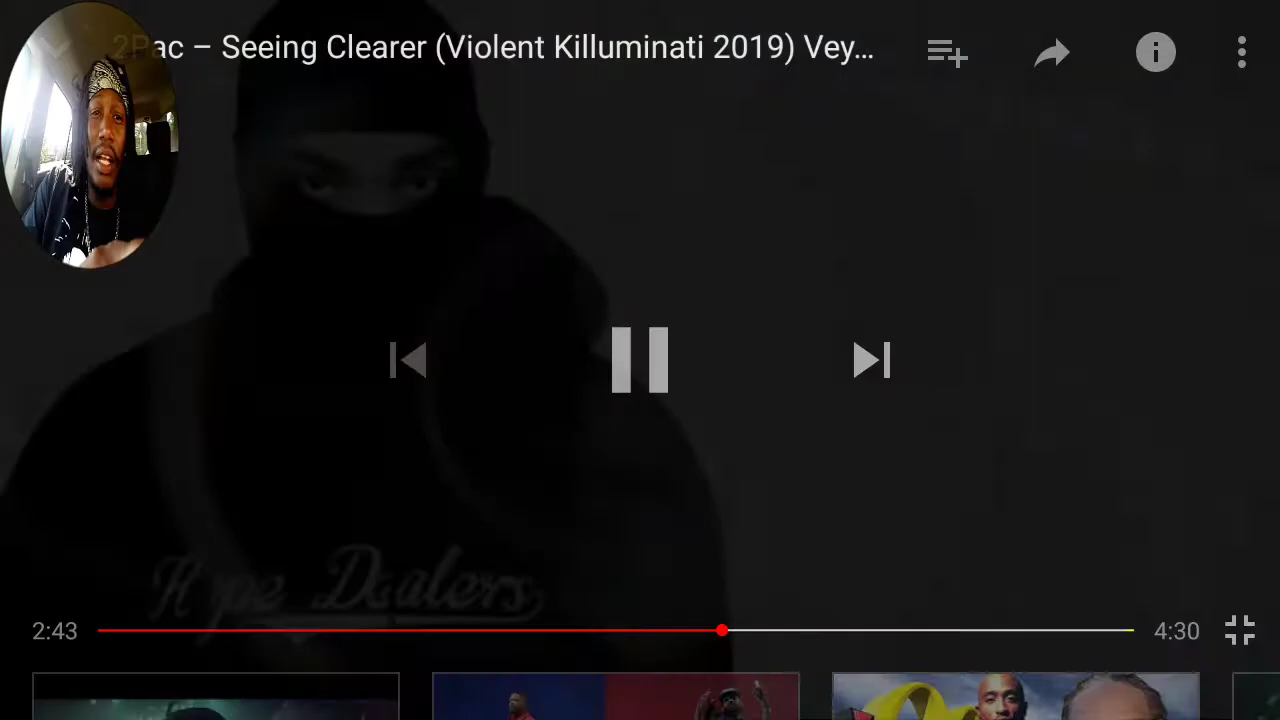 2Pac – Seeing Clearer (Violent Killuminati 2019) Vey...
Hype Dealers
2:43
4:30